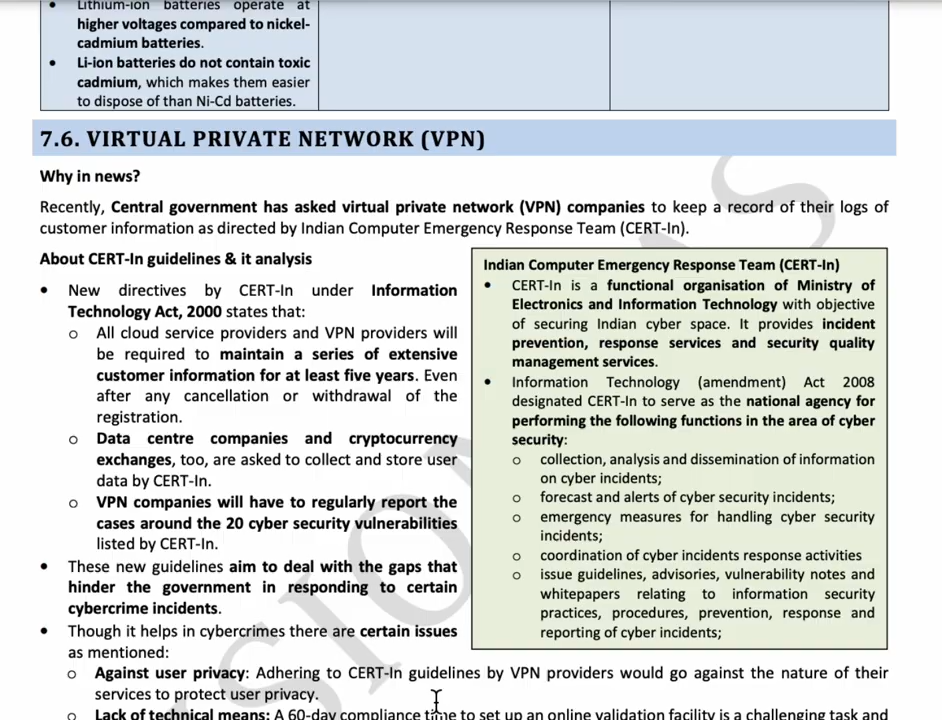 Lithium-ion batteries operate at
higher voltages compared to nickel-
cadmium batteries.
• Li-ion batteries do not contain toxic
cadmium, which makes them easier
to dispose of than Ni-Cd batteries.
7.6. VIRTUAL PRIVATE NETWORK (VPN)
Why in news?
Recently, Central government has asked virtual private network (VPN) companies to keep a record of their logs of
customer information as directed by Indian Computer Emergency Response Team (CERT-In).
About CERT-In guidelines & it analysis
• New directives by CERT-In under Information
Technology Act, 2000 states that:
o All cloud service providers and VPN providers will
be required to maintain a series of extensive
customer information for at least five years. Even
after any cancellation or withdrawal of the
registration.
o Data centre companies and cryptocurrency
exchanges, too, are asked to collect and store user
data by CERT-In.
o VPN companies will have to regularly report the
cases around the 20 cyber security vulnerabilities
listed by CERT-In.
• These new guidelines aim to deal with the gaps that
hinder the government in responding to certain
cybercrime incidents.
• Though it helps in cybercrimes there are certain issues
as mentioned:
Indian Computer Emergency Response Team (CERT-In)
• CERT-In is a functional organisation of Ministry of
Electronics and Information Technology with objective
of securing Indian cyber space. It provides incident
prevention, response services and security quality
management services.
• Information Technology (amendment) Act 2008
designated CERT-In to serve as the national agency for
performing the following functions in the area of cyber
security:
o collection, analysis and dissemination of information
on cyber incidents;
o forecast and alerts of cyber security incidents;
o emergency measures for handling cyber security
incidents;
o coordination of cyber incidents response activities
o issue guidelines, advisories, vulnerability notes and
whitepapers relating to information security
practices, procedures, prevention, response and
reporting of cyber incidents;
o Against user privacy: Adhering to CERT-In guidelines by VPN providers would go against the nature of their
services to protect user privacy.
o Lack of technical means: A 60-day compliance time to set up an online validation facility is a challenging task and